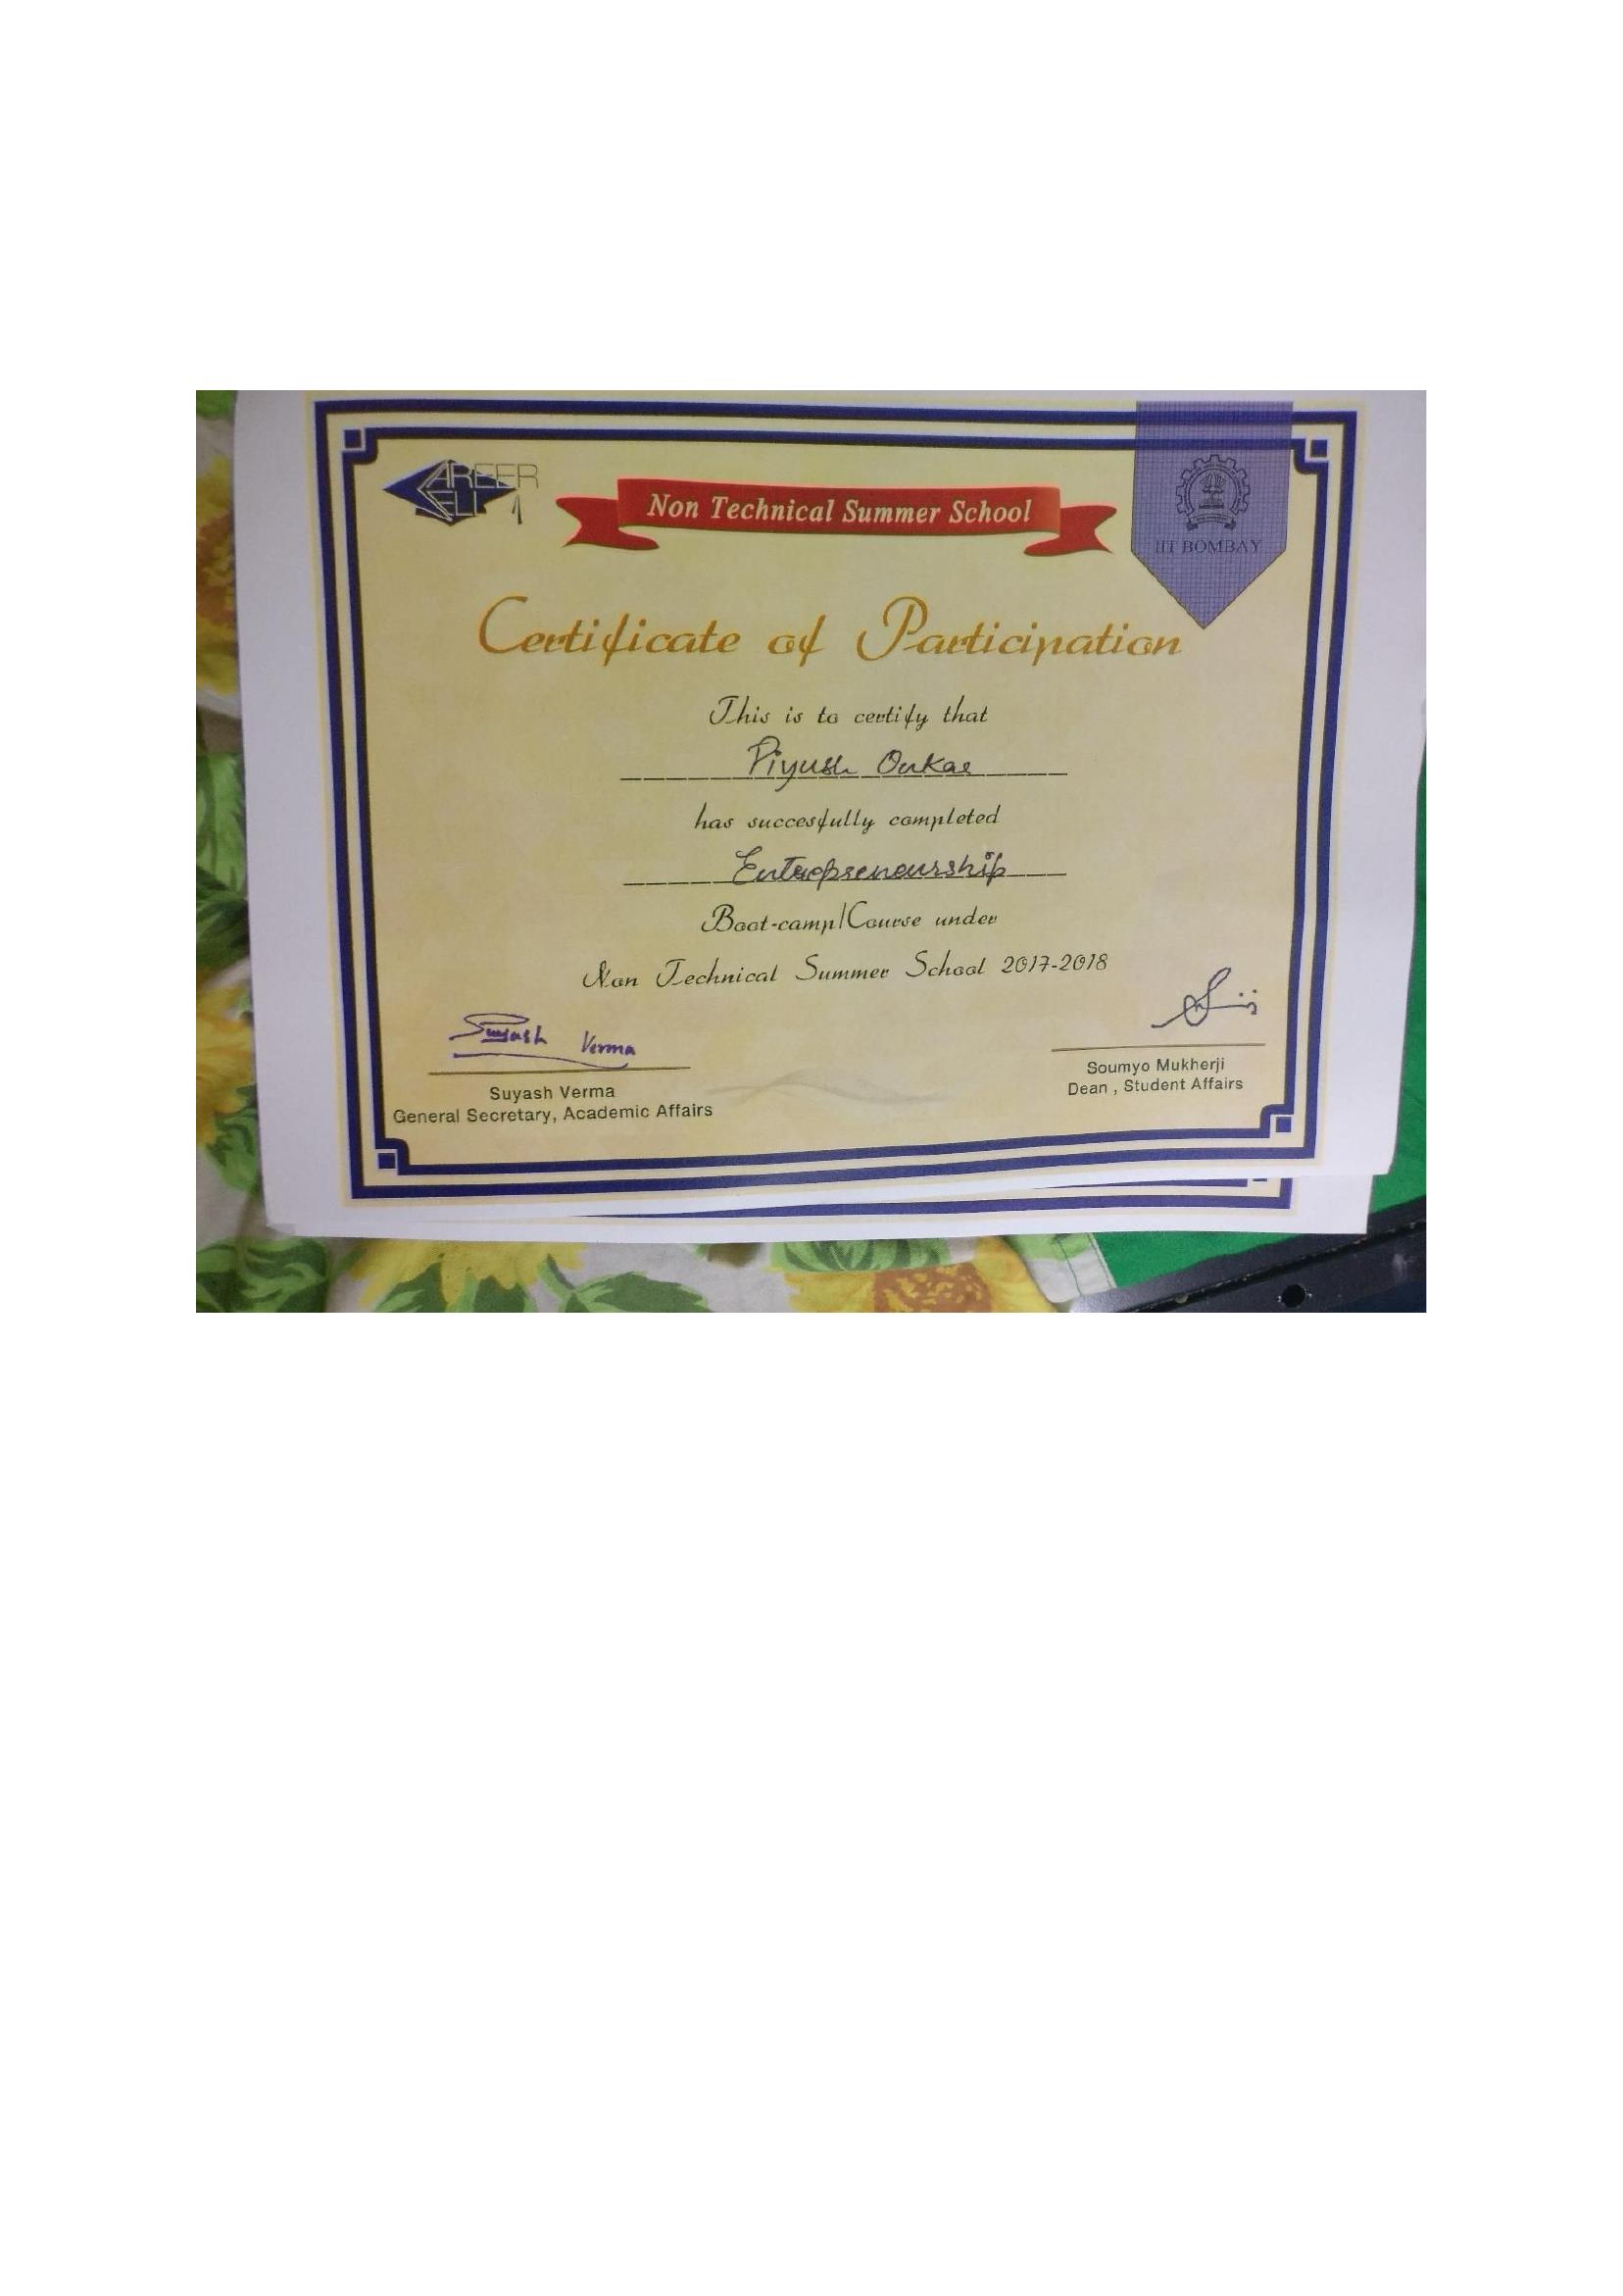 CAREER
CELL
Non Technical Summer School
IIT BOMBAY
Certificate of Participation
This is to certify that
Piyush Onkar
has succesfully completed
Entrepreneurship
Boot-camp/Course under
Non Technical Summer School 2017-2018
Suyash Verma
Suyash Verma
General Secretary, Academic Affairs
Soumyo Mukherji
Dean , Student Affairs